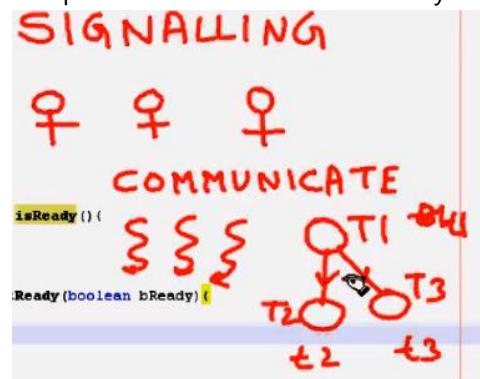 SIGNALLING
COMMUNICATE
isReady(){
T1
Ready(boolean bReady){
T2 T3
t2 t3